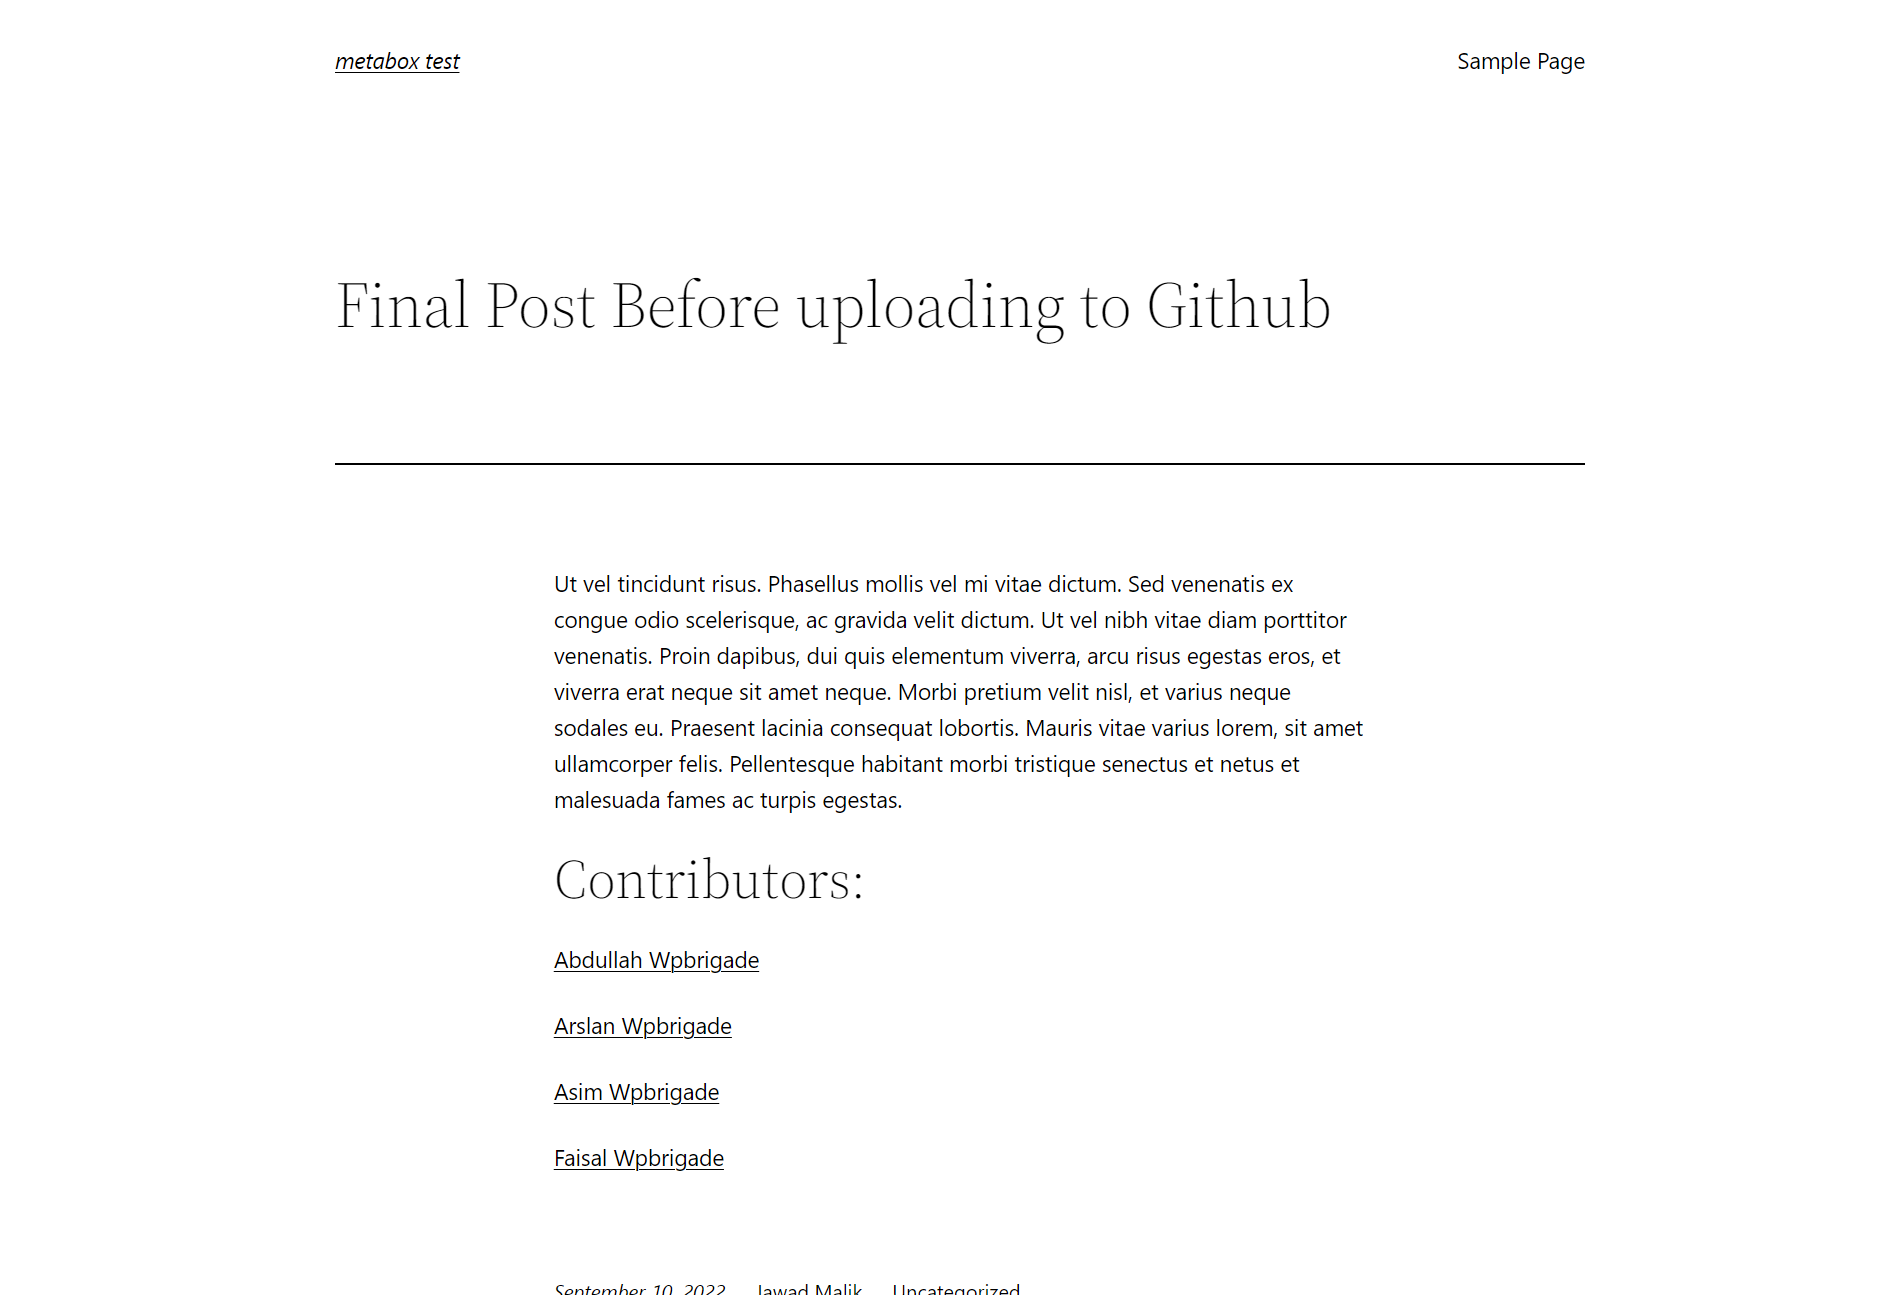 metabox test
Sample Page
Final Post Before uploading to Github
Ut vel tincidunt risus. Phasellus mollis vel mi vitae dictum. Sed venenatis ex
congue odio scelerisque, ac gravida velit dictum. Ut vel nibh vitae diam porttitor
venenatis. Proin dapibus, dui quis elementum viverra, arcu risus egestas eros, et
viverra erat neque sit amet neque. Morbi pretium velit nisl, et varius neque
sodales eu. Praesent lacinia consequat lobortis. Mauris vitae varius lorem, sit amet
ullamcorper felis. Pellentesque habitant morbi tristique senectus et netus et
malesuada fames ac turpis egestas.
Contributors:
Abdullah Wpbrigade
Arslan Wpbrigade
Asim Wpbrigade
Faisal Wpbrigade
September 10, 2022 Jawad Malik Uncategorized